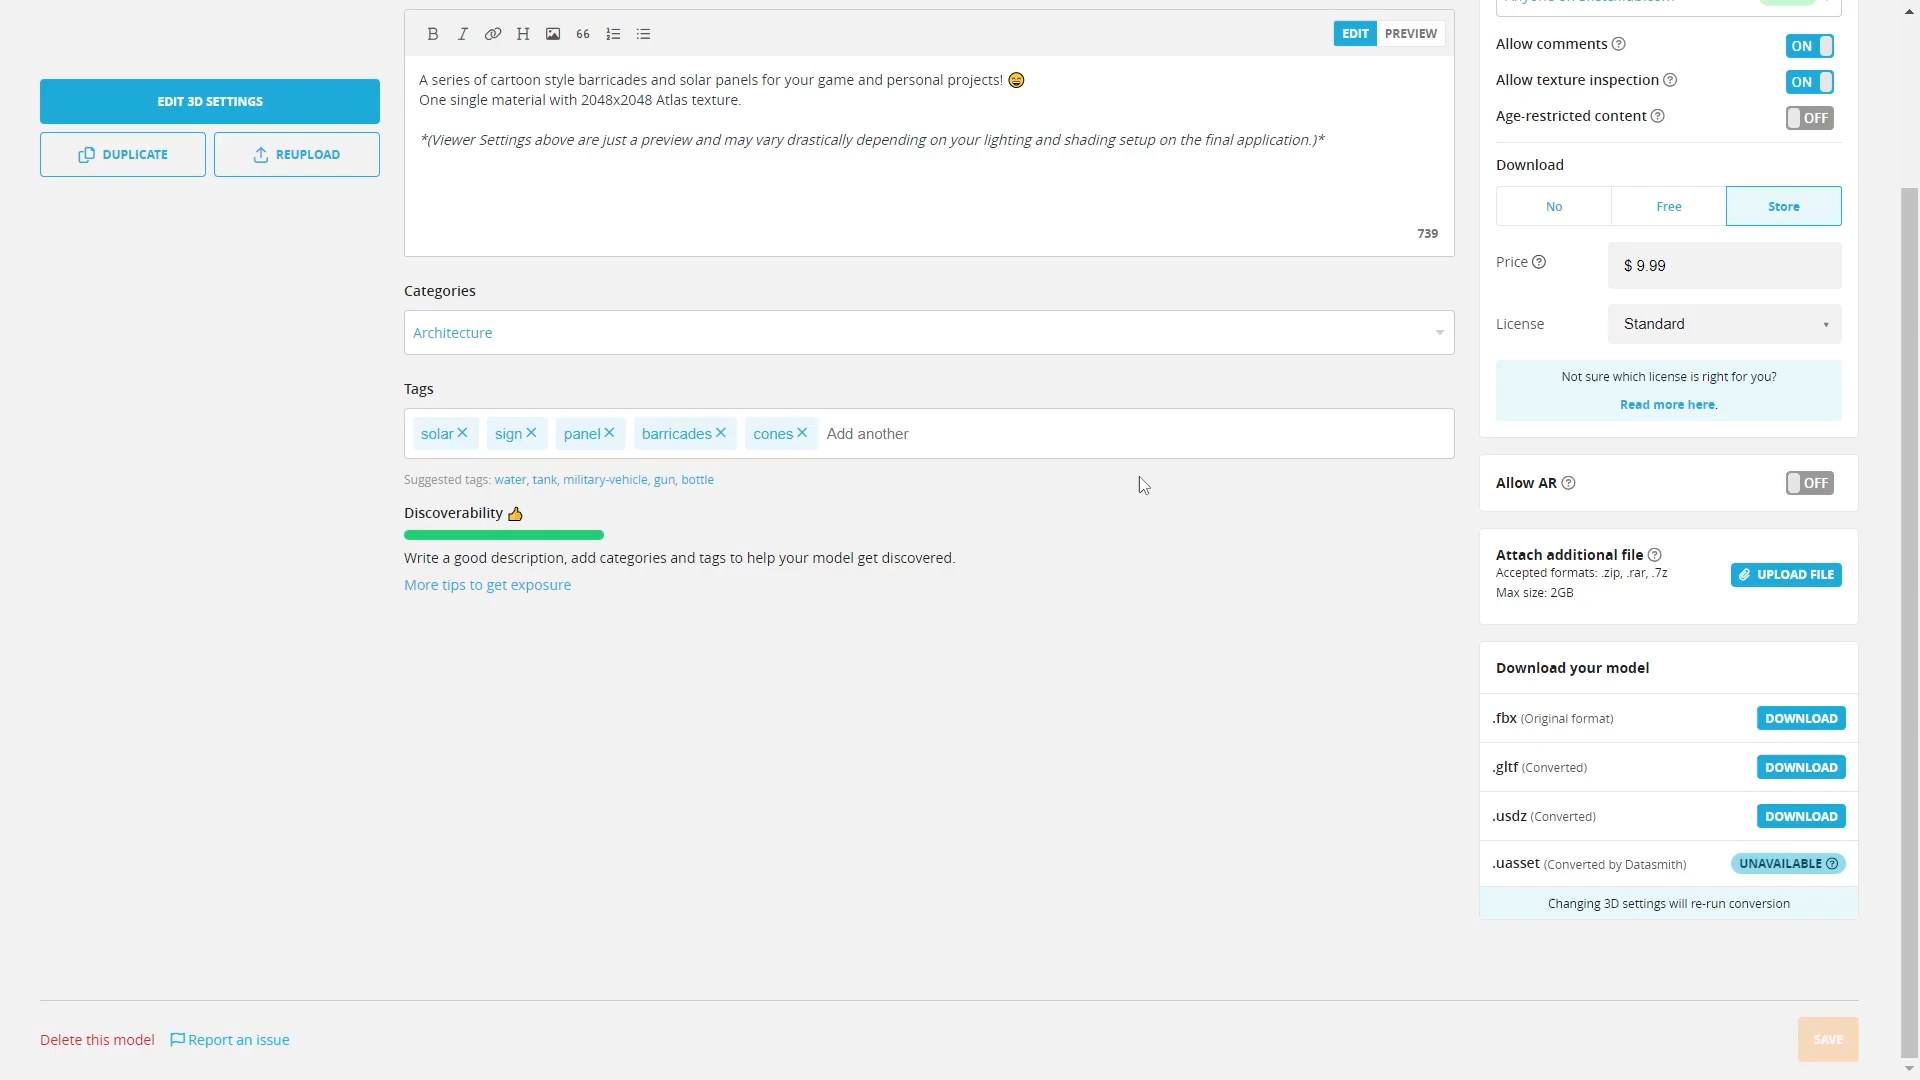 B I H 66 EDIT PREVIEW
A series of cartoon style barricades and solar panels for your game and personal projects! 😄
One single material with 2048x2048 Atlas texture.
*(Viewer Settings above are just a preview and may vary drastically depending on your lighting and shading setup on the final application.)*
739
EDIT 3D SETTINGS
DUPLICATE
REUPLOAD
Categories
Architecture
Tags
solar
sign
panel
barricades
cones
Add another
Suggested tags: water, tank, military-vehicle, gun, bottle
Discoverability 👍
Write a good description, add categories and tags to help your model get discovered.
More tips to get exposure
Allow comments
ON
Allow texture inspection
ON
Age-restricted content
OFF
Download
No
Free
Store
Price
$ 9.99
License
Standard
Not sure which license is right for you?
Read more here.
Allow AR
OFF
Attach additional file
Accepted formats: .zip, .rar, .7z
Max size: 2GB
UPLOAD FILE
Download your model
.fbx (Original format)
DOWNLOAD
.gltf (Converted)
DOWNLOAD
.usdz (Converted)
DOWNLOAD
.uasset (Converted by Datasmith)
UNAVAILABLE
Changing 3D settings will re-run conversion
Delete this model
Report an issue
SAVE